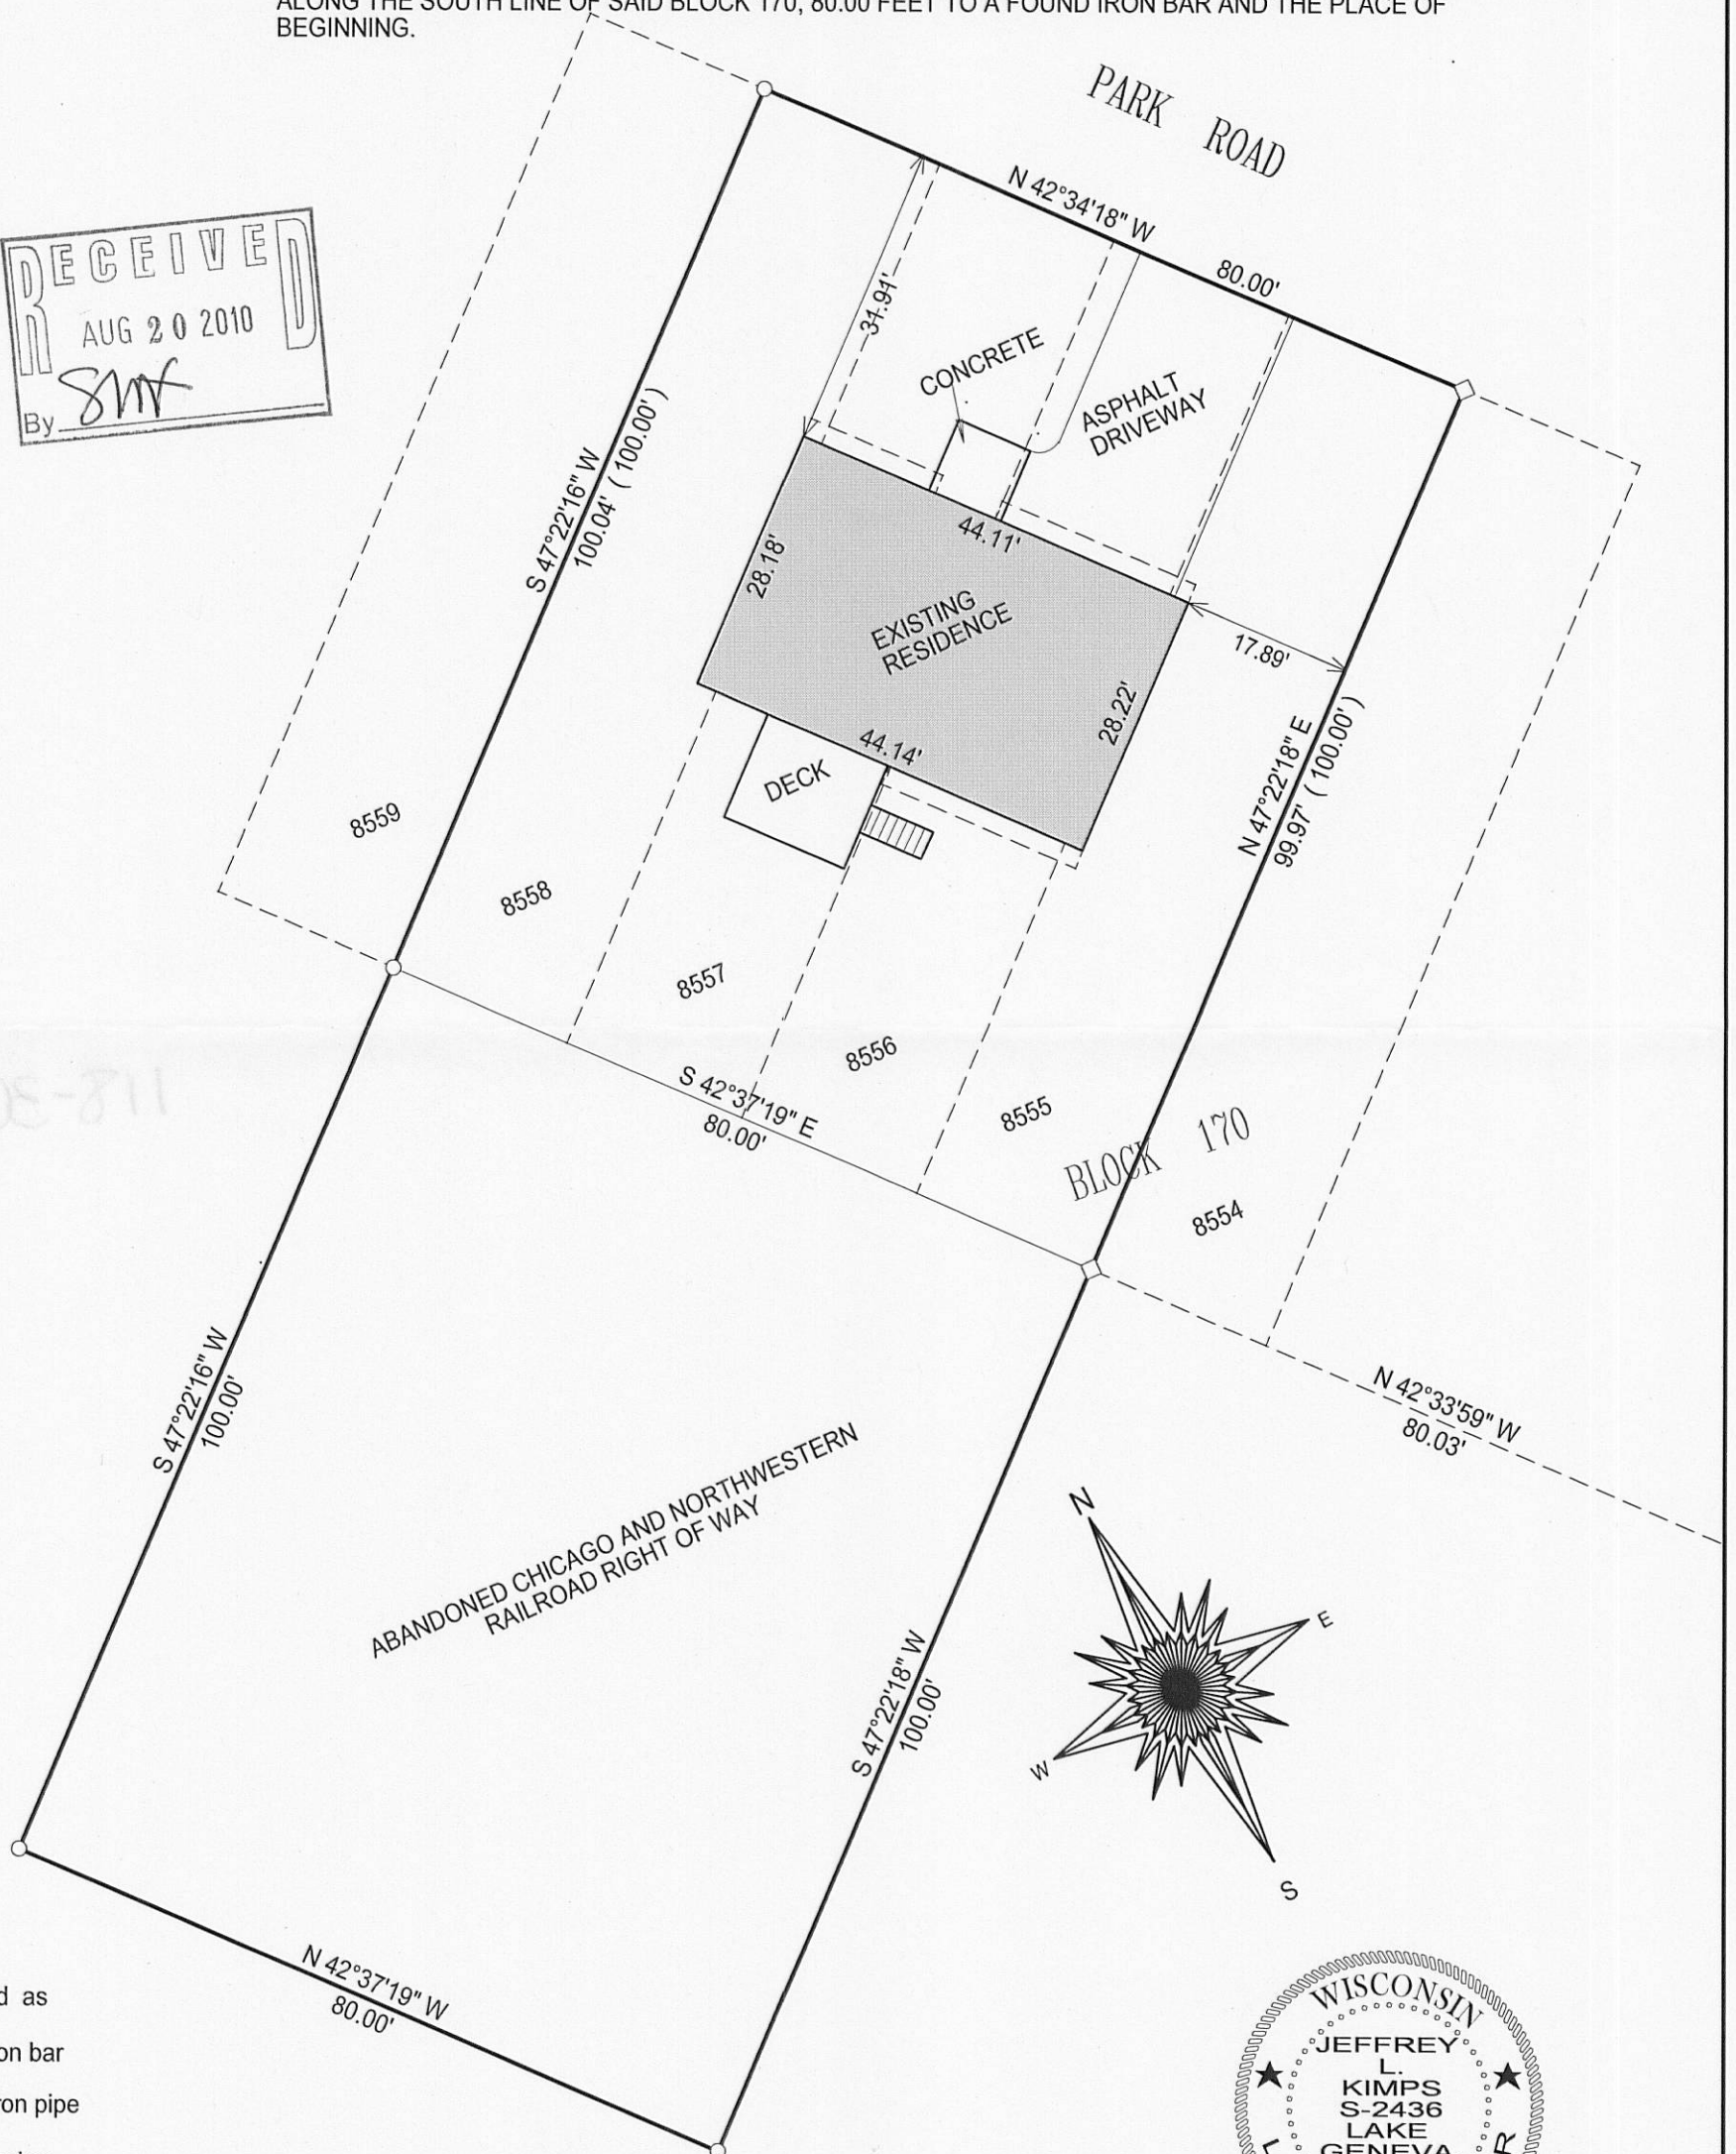 ALONG THE SOUTH LINE OF SAID BLOCK 170, 80.00 FEET TO A FOUND IRON BAR AND THE PLACE OF
BEGINNING.
PARK ROAD
N 42°34'18" W
80.00'
RECEIVED
AUG 20 2010
By
31.91'
CONCRETE
ASPHALT
DRIVEWAY
S 47°22'16" W
100.04' ( 100.00' )
44.11'
28.18'
EXISTING
RESIDENCE
17.89'
28.22'
44.14'
DECK
N 47°22'18" E
99.97' ( 100.00' )
8559
8558
8557
8556
8555
8554
S 42°37'19" E
80.00'
BLOCK 170
S 47°22'16" W
100.00'
N 42°33'59" W
80.03'
ABANDONED CHICAGO AND NORTHWESTERN
RAILROAD RIGHT OF WAY
N
E
W
S
S 47°22'18" W
100.00'
N 42°37'19" W
80.00'
d as
on bar
ron pipe
WISCONSIN
JEFFREY
L.
KIMPS
S-2436
LAKE
GENEVA
R